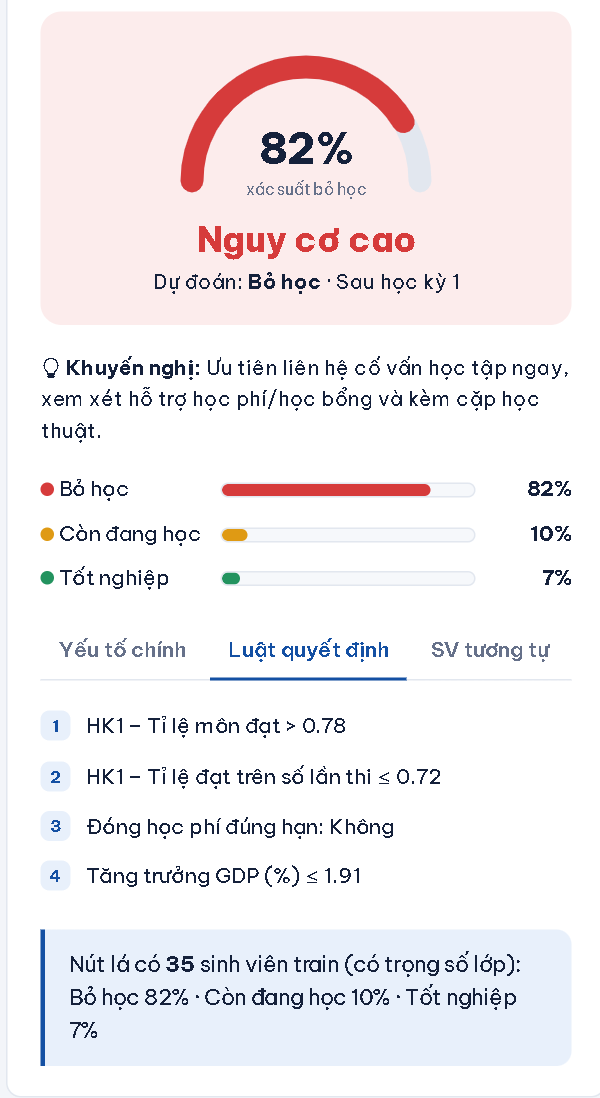 82%
xác suất bỏ học
Nguy cơ cao
Dự đoán: Bỏ học · Sau học kỳ 1
Khuyến nghị: Ưu tiên liên hệ cố vấn học tập ngay,
xem xét hỗ trợ học phí/học bổng và kèm cặp học
thuật.
Bỏ học 82%
Còn đang học 10%
Tốt nghiệp 7%
Yếu tố chính Luật quyết định SV tương tự
1 HK1 – Tỉ lệ môn đạt > 0.78
2 HK1 – Tỉ lệ đạt trên số lần thi ≤ 0.72
3 Đóng học phí đúng hạn: Không
4 Tăng trưởng GDP (%) ≤ 1.91
Nút lá có 35 sinh viên train (có trọng số lớp):
Bỏ học 82% · Còn đang học 10% · Tốt nghiệp
7%